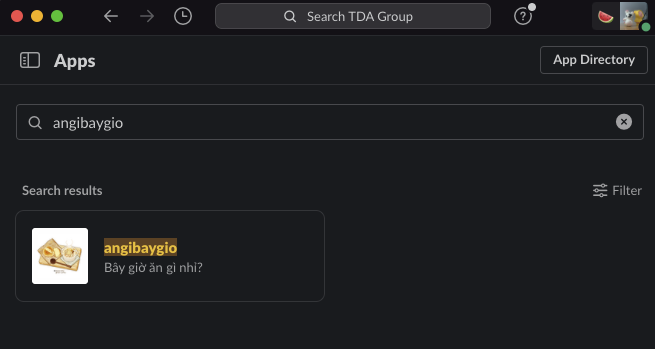 Search TDA Group
Apps
App Directory
angibaygio
Search results
Filter
angibaygio
Bây giờ ăn gì nhỉ?